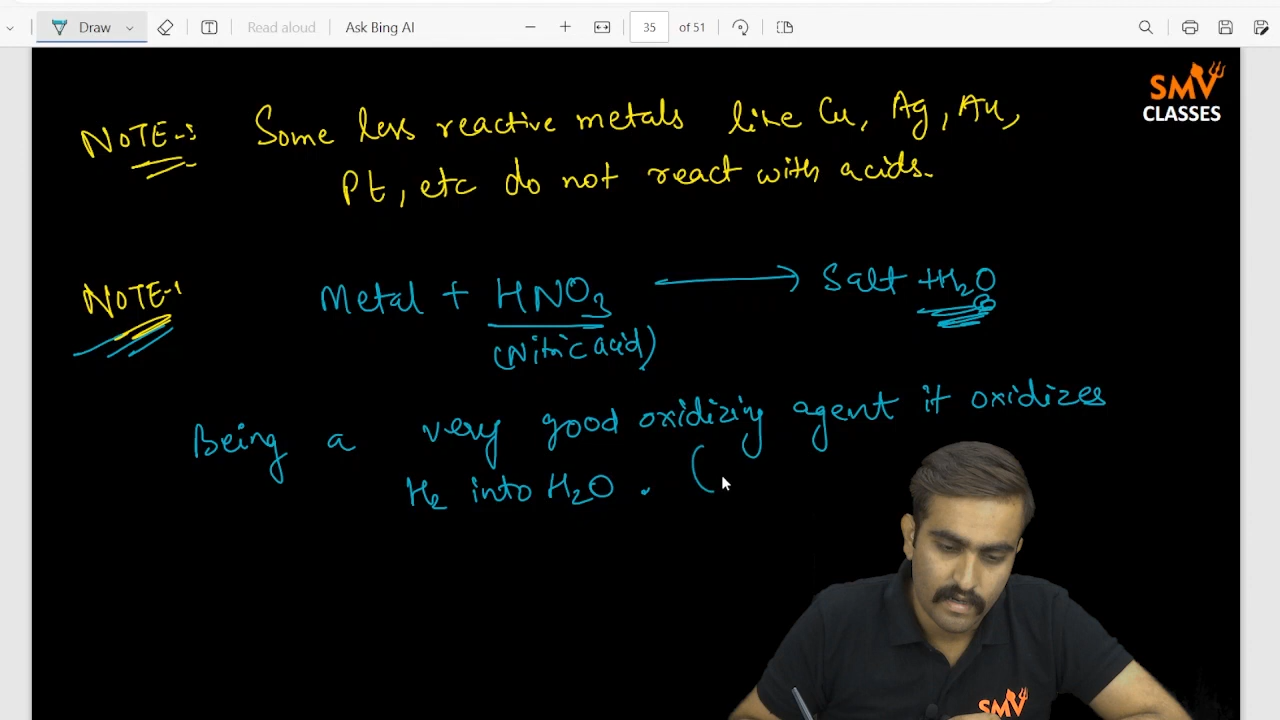 Draw
Read aloud
Ask Bing AI
35 of 51
SMV
CLASSES
NOTE-:
Some less reactive metals like Cu, Ag, Au,
Pt, etc do not react with acids.
NOTE-:
Metal + HNO3 → Salt + H2O
(Nitric acid)
Being a very good oxidizing agent it oxidizes
H2 into H2O. (
SMV